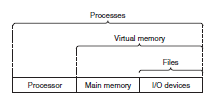 Processes
Virtual memory
Files
Processor Main memory I/O devices